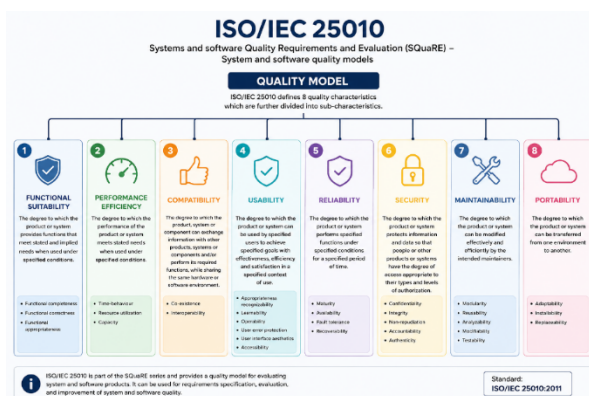 ISO/IEC 25010
Systems and software Quality Requirements and Evaluation (SQuaRE) –
System and software quality models
QUALITY MODEL
ISO/IEC 25010 defines 8 quality characteristics
which are further divided into sub-characteristics.
1
FUNCTIONAL
SUITABILITY
The degree to which the
product or system
provides functions that
meet stated and implied
needs when used under
specified conditions.
• Functional completeness
• Functional correctness
• Functional
appropriateness
2
PERFORMANCE
EFFICIENCY
The degree to which the
performance of the
product or system
meets stated needs
when used under
specified conditions.
• Time-behaviour
• Resource utilization
• Capacity
3
COMPATIBILITY
The degree to which the
product, system or
component can exchange
information with other
products, systems or
components and/or
perform its required
functions, while sharing
the same hardware or
software environment.
• Co-existence
• Interoperability
4
USABILITY
The degree to which the
product or system can
be used by specified
users to achieve
specified goals with
effectiveness, efficiency
and satisfaction in a
specified context
of use.
• Appropriateness
recognizability
• Learnability
• Operability
• User error protection
• User interface aesthetics
• Accessibility
5
RELIABILITY
The degree to which the
product or system
performs specified
functions under
specified conditions
for a specified
period of time.
• Maturity
• Availability
• Fault tolerance
• Recoverability
6
SECURITY
The degree to which the
product or system
protects information
and data so that
people or other
products or systems
have the degree of
access appropriate to
their types and levels
of authorization.
• Confidentiality
• Integrity
• Non-repudiation
• Accountability
• Authenticity
7
MAINTAINABILITY
The degree to which the
product or system
can be modified
effectively and
efficiently by the
intended maintainers.
• Modularity
• Reusability
• Analysability
• Modifiability
• Testability
8
PORTABILITY
The degree to which the
product or system can
be transferred from
one environment
to another.
• Adaptability
• Installability
• Replaceability
i
ISO/IEC 25010 is part of the SQuaRE series and provides a quality model for evaluating
system and software products. It can be used for requirements specification, evaluation,
and improvement of system and software quality.
Standard:
ISO/IEC 25010:2011